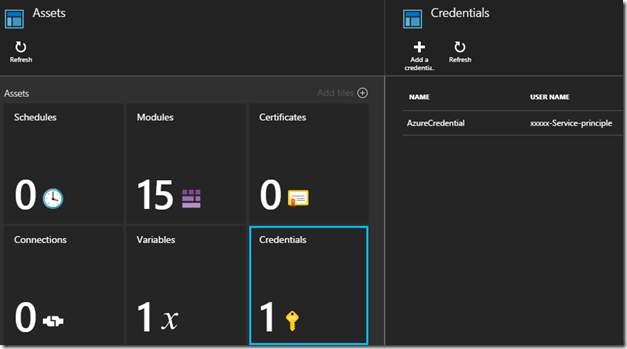 Assets
Refresh
Assets
Add tiles
Schedules
Modules
Certificates
0
15
0
Connections
Variables
Credentials
0
1 x
1
Credentials
Add a
credentia..
Refresh
NAME
USER NAME
AzureCredential
xxxxx-Service-principle